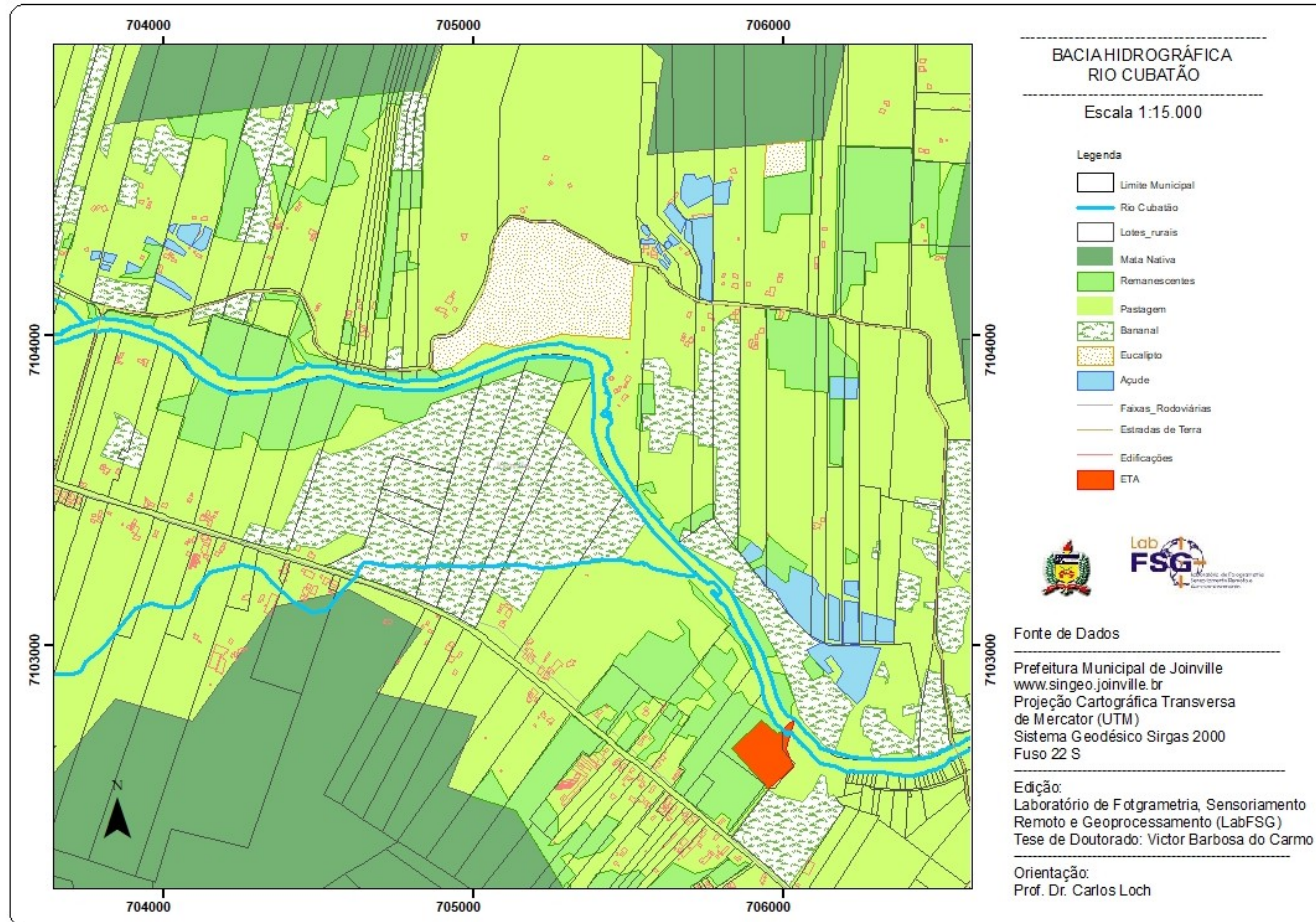 704000
705000
706000
7104000
7103000
7104000
7103000
N
704000
705000
706000
BACIA HIDROGRÁFICA
RIO CUBATÃO
Escala 1:15.000
Legenda
Limite Municipal
Rio Cubatão
Lotes_rurais
Mata Nativa
Remanescentes
Pastagem
Bananal
Eucalipto
Açude
Faixas_Rodoviárias
Estradas de Terra
Edificações
ETA
Lab
FSG
Fonte de Dados
Prefeitura Municipal de Joinville
www.singeo.joinville.br
Projeção Cartográfica Transversa
de Mercator (UTM)
Sistema Geodésico Sirgas 2000
Fuso 22 S
Edição:
Laboratório de Fotgrametria, Sensoriamento
Remoto e Geoprocessamento (LabFSG)
Tese de Doutorado: Victor Barbosa do Carmo
Orientação:
Prof. Dr. Carlos Loch